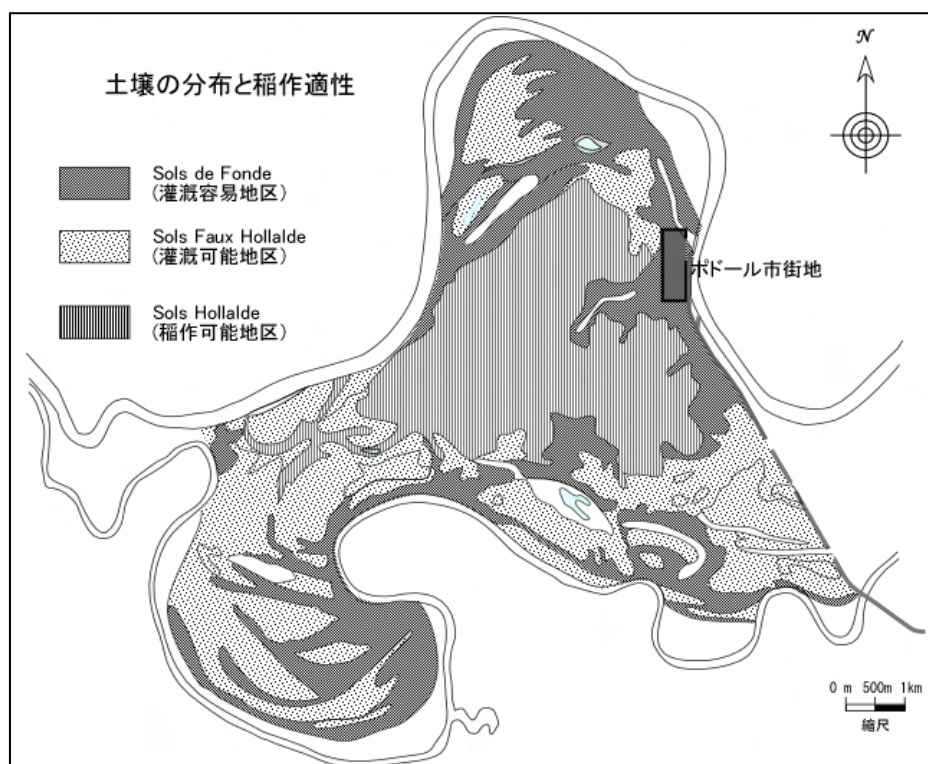 土壌の分布と稲作適性
N
Sols de Fonde
(灌漑容易地区)
Sols Faux Hollalde
(灌漑可能地区)
Sols Hollalde
(稲作可能地区)
ポドール市街地
0 m 500m 1km
縮尺